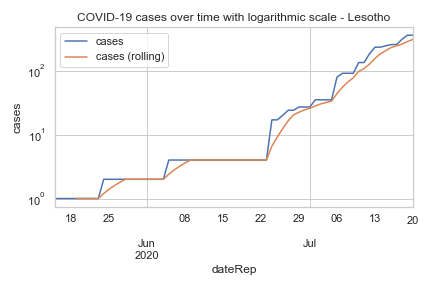 COVID-19 cases over time with logarithmic scale - Lesotho
cases
cases (rolling)
10²
10¹
10⁰
cases
18 25 08 15 22 29 06 13 20
Jun Jul
2020
dateRep